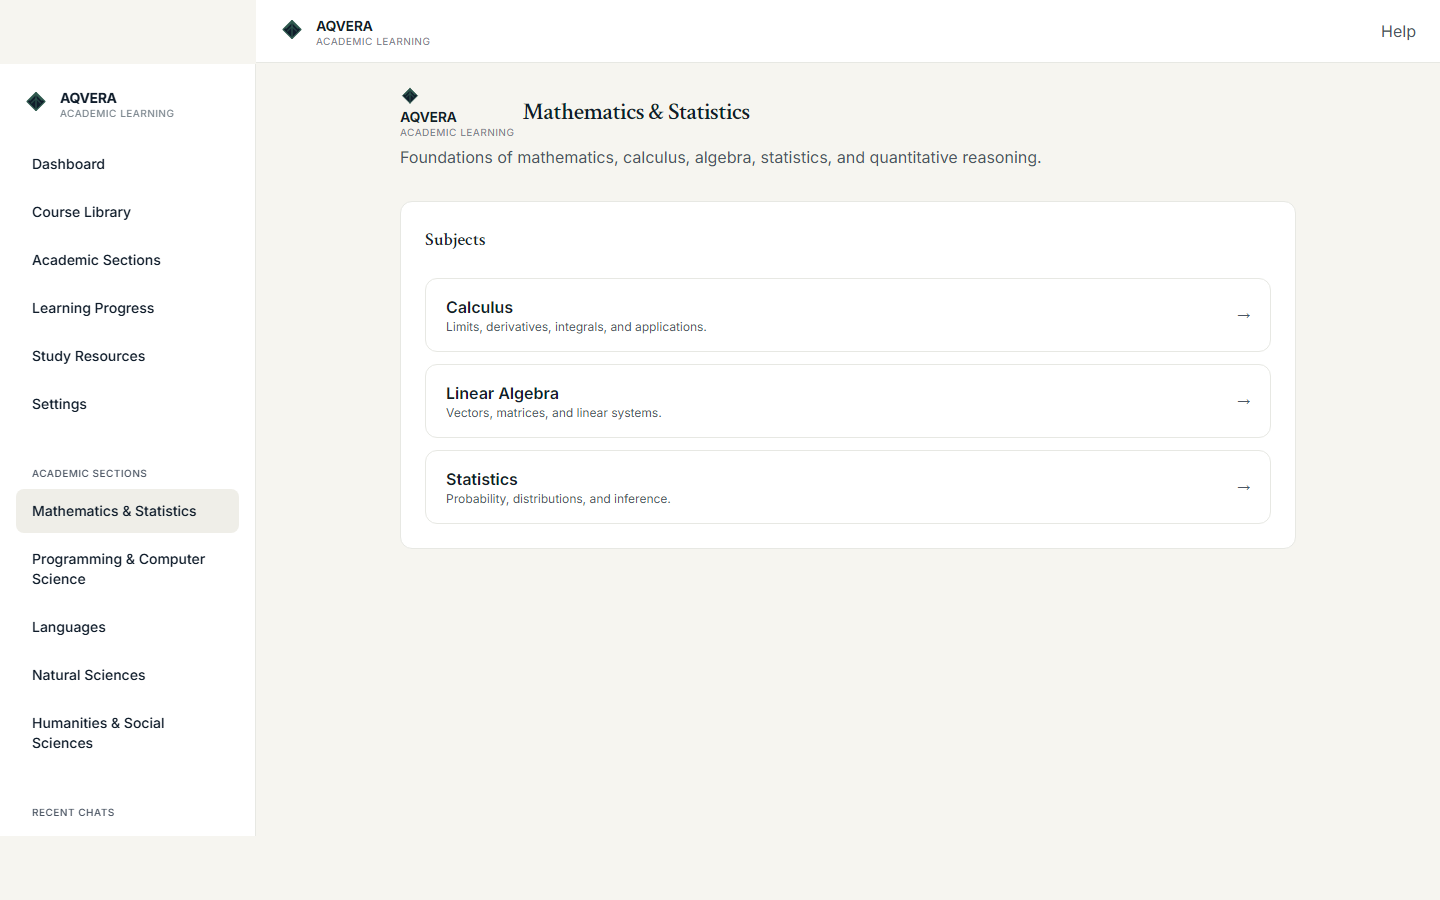 AQVERA
ACADEMIC LEARNING
Help
AQVERA
ACADEMIC LEARNING
Dashboard
Course Library
Academic Sections
Learning Progress
Study Resources
Settings
ACADEMIC SECTIONS
Mathematics & Statistics
Programming & Computer
Science
Languages
Natural Sciences
Humanities & Social
Sciences
RECENT CHATS
AQVERA
ACADEMIC LEARNING
Mathematics & Statistics
Foundations of mathematics, calculus, algebra, statistics, and quantitative reasoning.
Subjects
Calculus
Limits, derivatives, integrals, and applications.
→
Linear Algebra
Vectors, matrices, and linear systems.
→
Statistics
Probability, distributions, and inference.
→